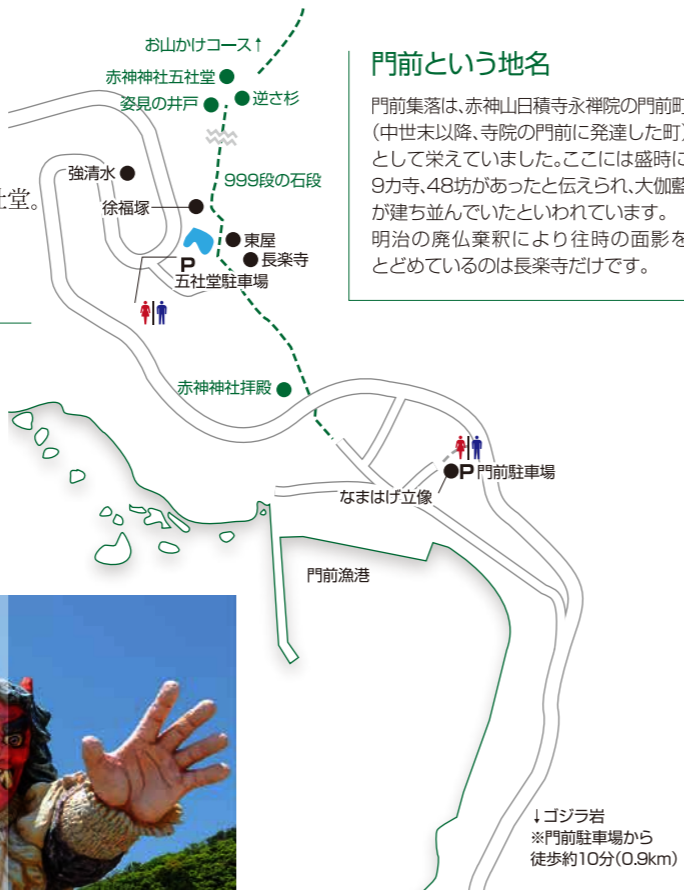 お山かけコース↑
赤神神社五社堂
姿見の井戸
逆さ杉
強清水
999段の石段
徐福塚
社堂。
東屋
長楽寺
P
五社堂駐車場
赤神神社拝殿
P 門前駐車場
なまはげ立像
門前漁港
↓ゴジラ岩
※門前駐車場から
徒歩約10分(0.9km)
門前という地名
門前集落は、赤神山日積寺永禅院の門前町
(中世末以降、寺院の門前に発達した町)
として栄えていました。ここには盛時に
9カ寺、48坊があったと伝えられ、大伽藍
が建ち並んでいたといわれています。
明治の廃仏棄釈により往時の面影を
とどめているのは長楽寺だけです。